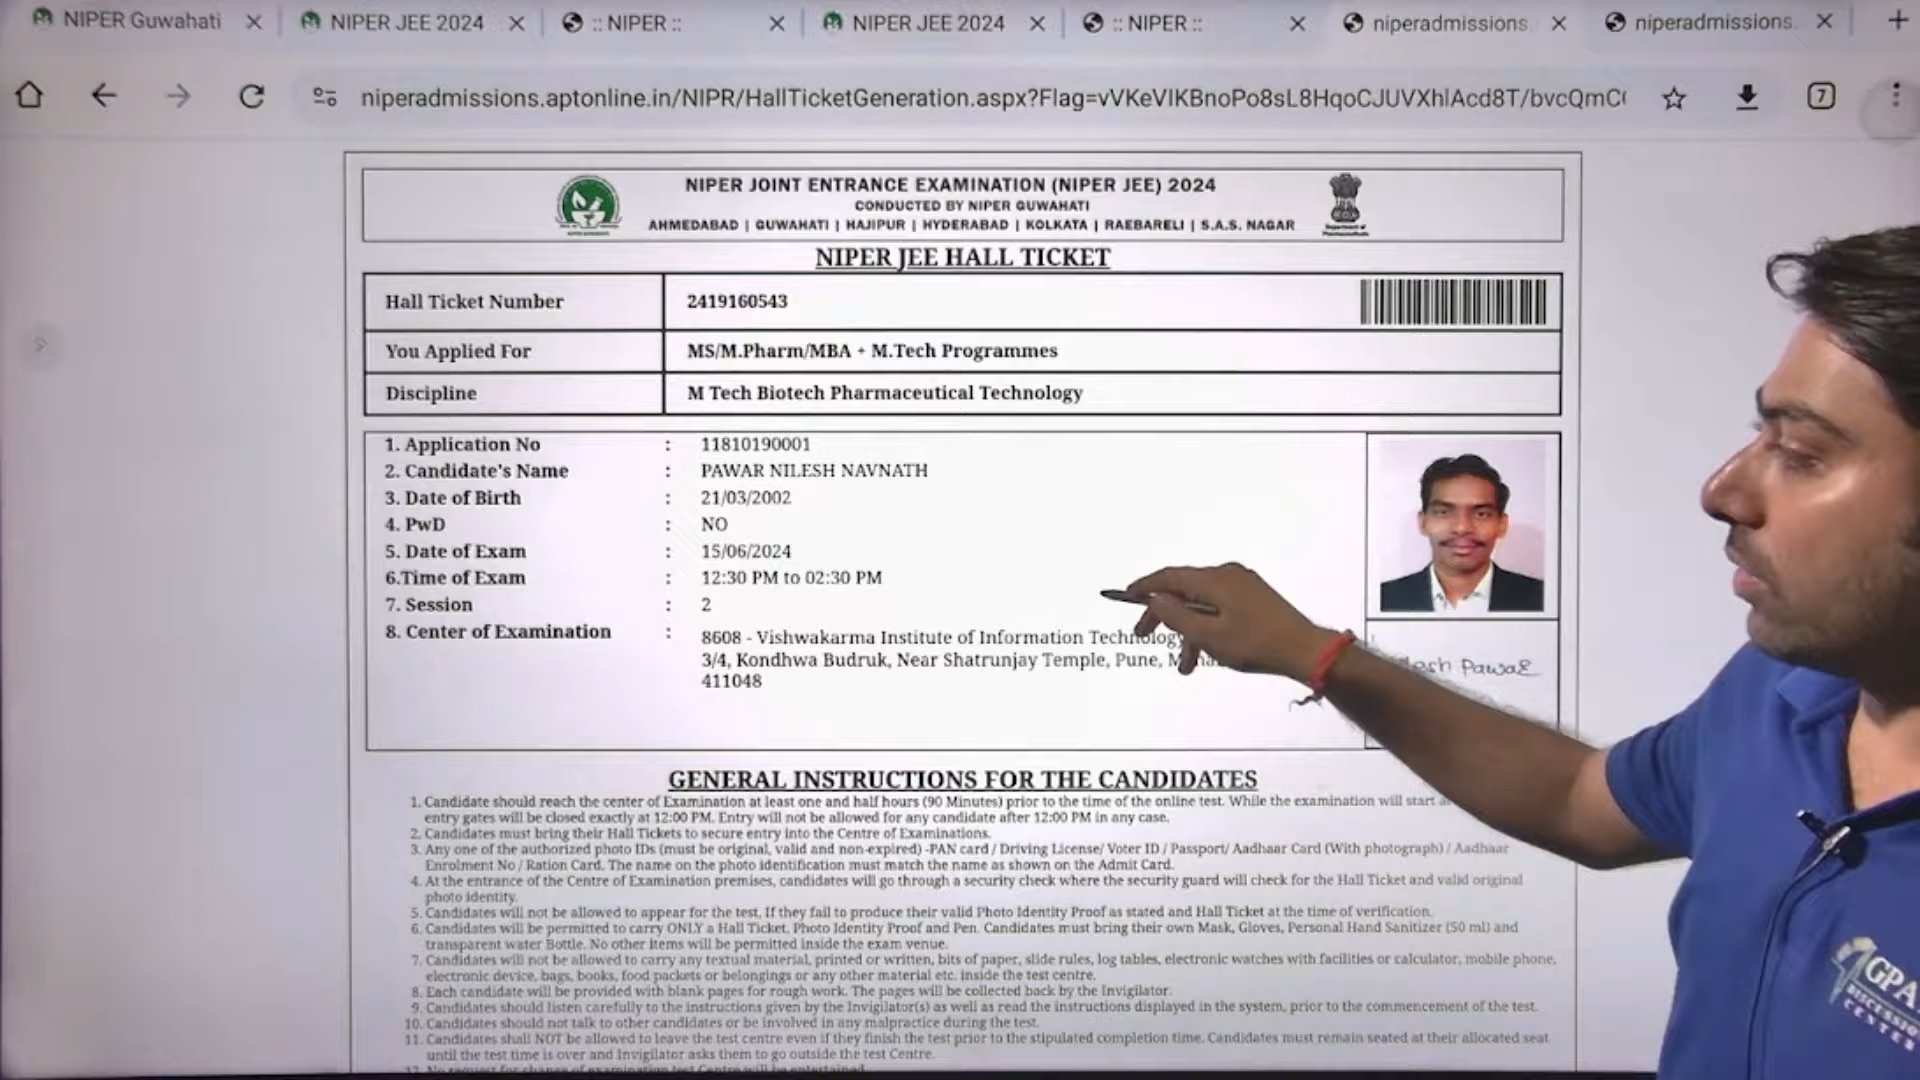 NIPER Guwahati
NIPER JEE 2024
:: NIPER ::
NIPER JEE 2024
:: NIPER ::
niperadmissions.
niperadmissions.
niperadmissions.aptonline.in/NIPR/HallTicketGeneration.aspx?Flag=vVKeVIKBnoPo8sL8HqoCJUVXhlAcd8T/bvcQmC
7
NIPER JOINT ENTRANCE EXAMINATION (NIPER JEE) 2024
CONDUCTED BY NIPER GUWAHATI
AHMEDABAD | GUWAHATI | HAJIPUR | HYDERABAD | KOLKATA | RAEBARELI | S.A.S. NAGAR
Department of
Pharmaceuticals
NIPER JEE HALL TICKET
Hall Ticket Number 2419160543
You Applied For MS/M.Pharm/MBA + M.Tech Programmes
Discipline M Tech Biotech Pharmaceutical Technology
1. Application No : 11810190001
2. Candidate's Name : PAWAR NILESH NAVNATH
3. Date of Birth : 21/03/2002
4. PwD : NO
5. Date of Exam : 15/06/2024
6.Time of Exam : 12:30 PM to 02:30 PM
7. Session : 2
8. Center of Examination : 8608 - Vishwakarma Institute of Information Technology
3/4, Kondhwa Budruk, Near Shatrunjay Temple, Pune,
411048
esh Pawar
GENERAL INSTRUCTIONS FOR THE CANDIDATES
1. Candidate should reach the center of Examination at least one and half hours (90 Minutes) prior to the time of the online test. While the examination will start
entry gates will be closed exactly at 12:00 PM. Entry will not be allowed for any candidate after 12:00 PM in any case.
2. Candidates must bring their Hall Tickets to secure entry into the Centre of Examinations.
3. Any one of the authorized photo IDs (must be original, valid and non-expired) -PAN card / Driving License/ Voter ID / Passport/ Aadhaar Card (With photograph) / Aadhaar
Enrolment No / Ration Card. The name on the photo identification must match the name as shown on the Admit Card.
4. At the entrance of the Centre of Examination premises, candidates will go through a security check where the security guard will check for the Hall Ticket and valid original
photo identity.
5. Candidates will not be allowed to appear for the test, If they fail to produce their valid Photo Identity Proof as stated and Hall Ticket at the time of verification.
6. Candidates will be permitted to carry ONLY a Hall Ticket, Photo Identity Proof and Pen. Candidates must bring their own Mask, Gloves, Personal Hand Sanitizer (50 ml) and
transparent water Bottle. No other items will be permitted inside the exam venue.
7. Candidates will not be allowed to carry any textual material, printed or written, bits of paper, slide rules, log tables, electronic watches with facilities or calculator, mobile phone,
electronic device, bags, books, food packets or belongings or any other material etc. inside the test centre.
8. Each candidate will be provided with blank pages for rough work. The pages will be collected back by the Invigilator.
9. Candidates should listen carefully to the instructions given by the Invigilator(s) as well as read the instructions displayed in the system, prior to the commencement of the test.
10. Candidates should not talk to other candidates or be involved in any malpractice during the test.
11. Candidates shall NOT be allowed to leave the test centre even if they finish the test prior to the stipulated completion time. Candidates must remain seated at their allocated seat
until the test time is over and Invigilator asks them to go outside the test Centre.
12. No request for change of examination test Centre will be entertained.
GPA
DISCUSSIO
CENTER